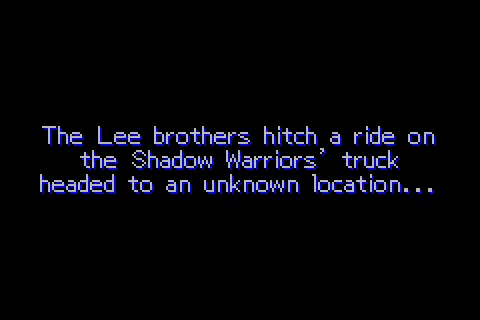 The Lee brothers hitch a ride on
the Shadow Warriors' truck
headed to an unknown location...